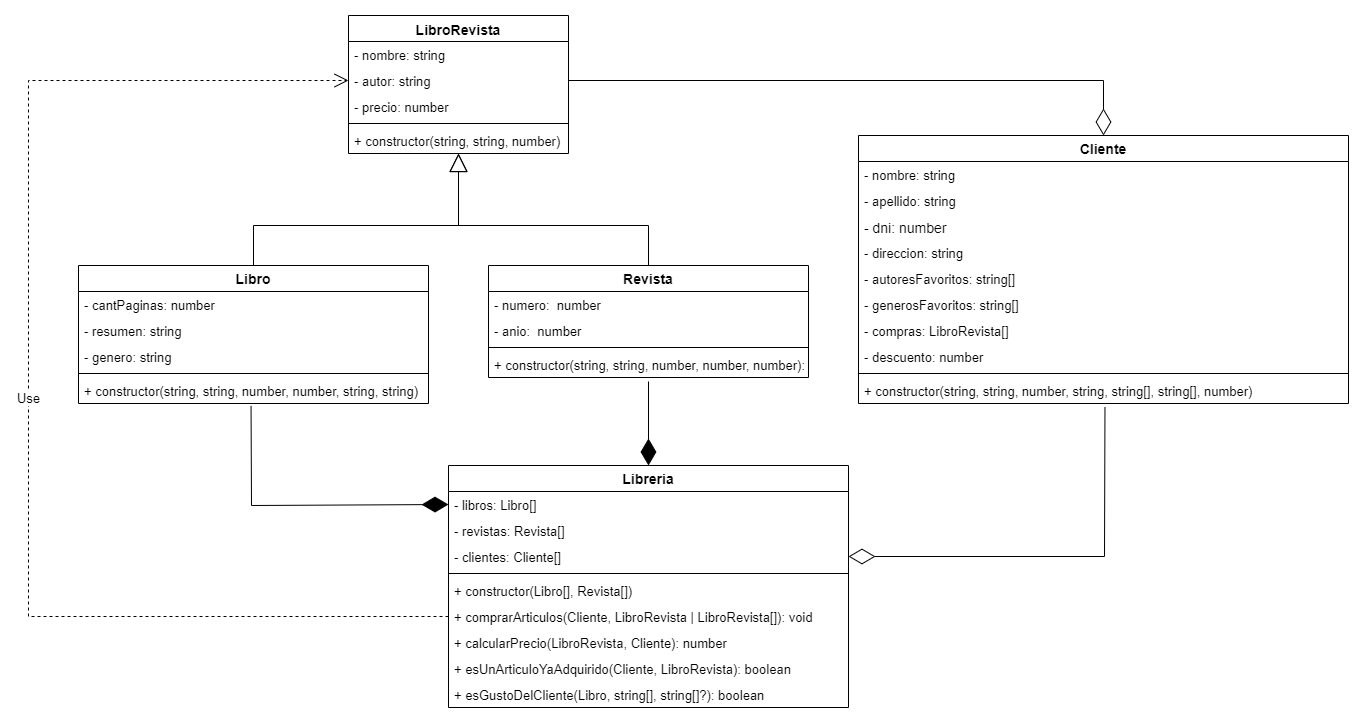 LibroRevista
- nombre: string
- autor: string
- precio: number
+ constructor(string, string, number)
Cliente
- nombre: string
- apellido: string
- dni: number
- direccion: string
- autoresFavoritos: string[]
- generosFavoritos: string[]
- compras: LibroRevista[]
- descuento: number
+ constructor(string, string, number, string, string[], string[], number)
Libro
- cantPaginas: number
- resumen: string
- genero: string
+ constructor(string, string, number, number, string, string)
Revista
- numero:  number
- anio:  number
+ constructor(string, string, number, number, number):
Use
Libreria
- libros: Libro[]
- revistas: Revista[]
- clientes: Cliente[]
+ constructor(Libro[], Revista[])
+ comprarArticulos(Cliente, LibroRevista | LibroRevista[]): void
+ calcularPrecio(LibroRevista, Cliente): number
+ esUnArticuloYaAdquirido(Cliente, LibroRevista): boolean
+ esGustoDelCliente(Libro, string[], string[]?): boolean